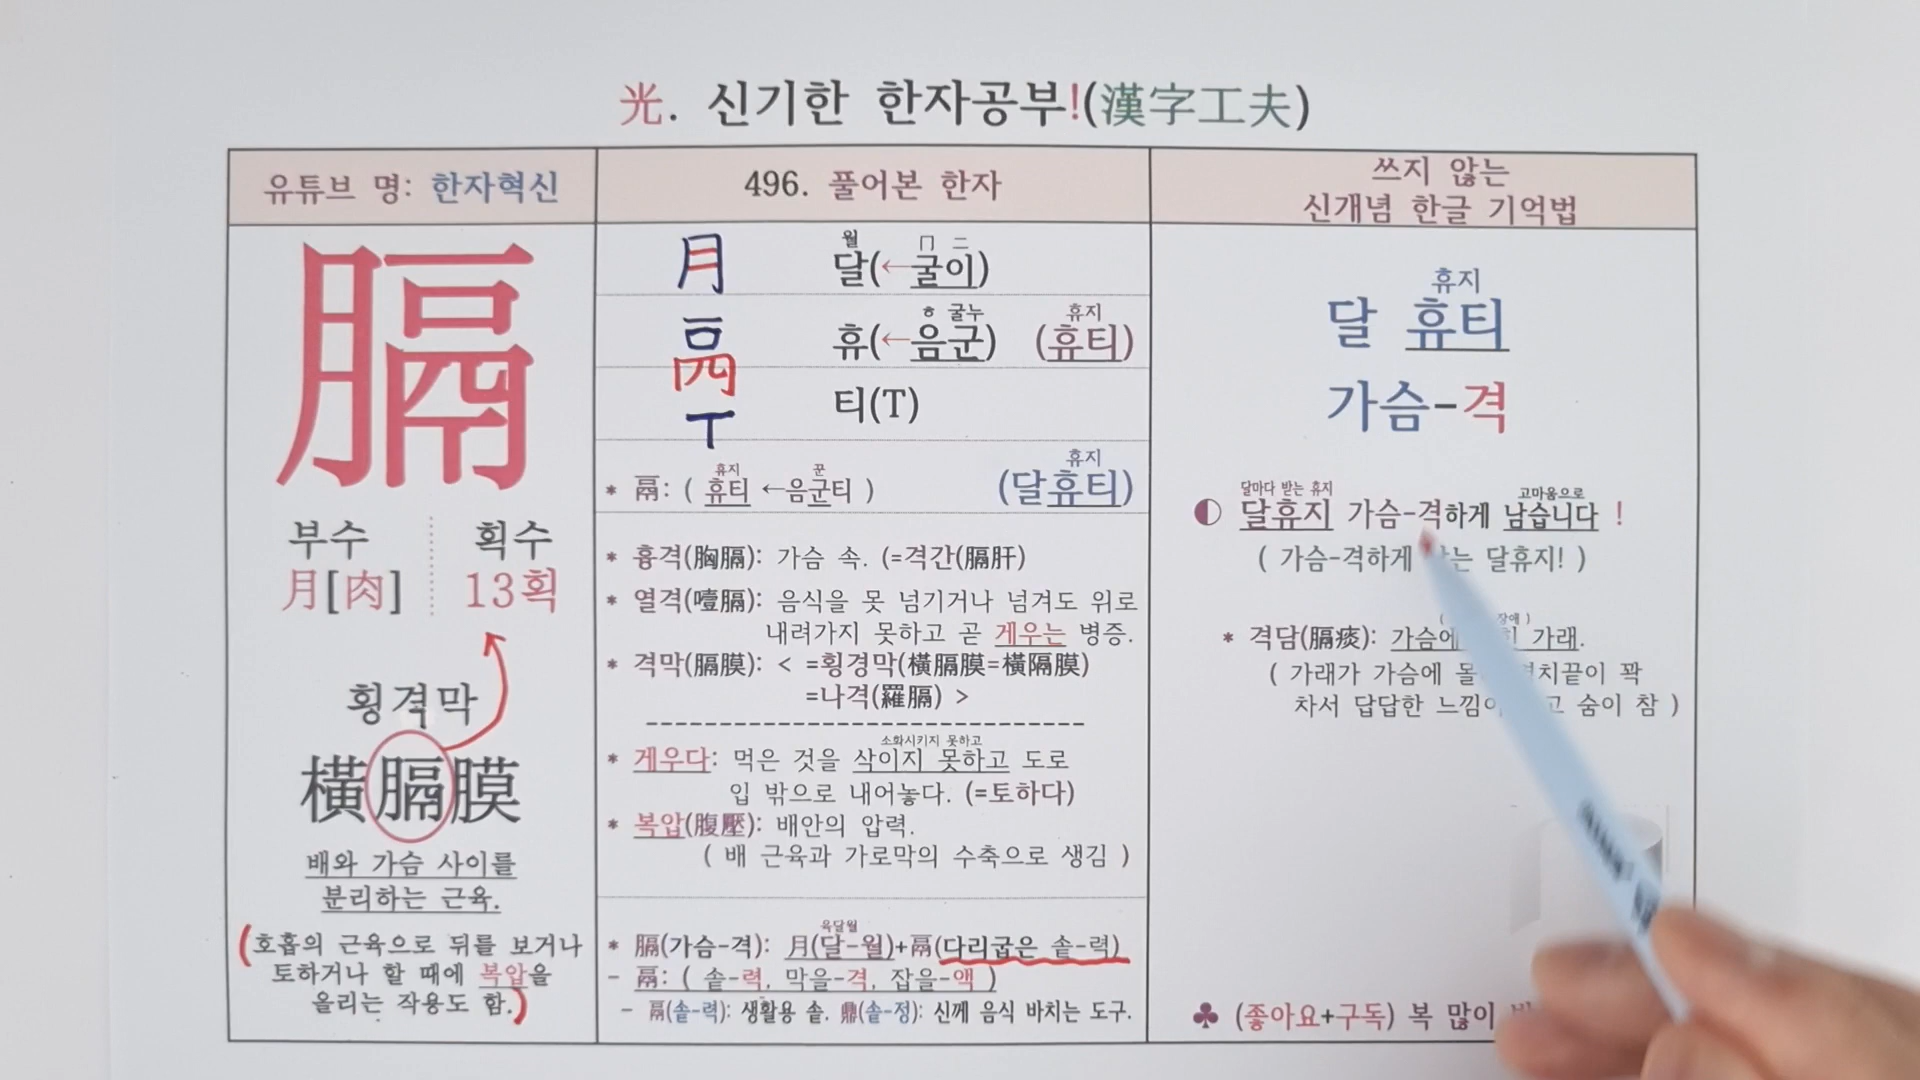 光. 신기한 한자공부!(漢字工夫)
유튜브 명: 한자혁신
膈
부수 획수
月[肉] 13획
횡격막
橫膈膜
배와 가슴 사이를
분리하는 근육.
(호흡의 근육으로 뒤를 보거나
토하거나 할 때에 복압을
올리는 작용도 함.)
496. 풀어본 한자
월 冂 二
月 달(←굴이)
ㅎ 굴누 휴지
휴(←음군) (휴티)
T 티(T)
휴지 꾼 휴지
* 鬲: ( 휴티 ←음군티 ) (달휴티)
* 흉격(胸膈): 가슴 속. (=격간(膈肝)
* 열격(噎膈): 음식을 못 넘기거나 넘겨도 위로
내려가지 못하고 곧 게우는 병증.
* 격막(膈膜): < =횡경막(橫膈膜=橫隔膜)
=나격(羅膈) >
소화시키지 못하고
* 게우다: 먹은 것을 삭이지 못하고 도로
입 밖으로 내어놓다. (=토하다)
* 복압(腹壓): 배안의 압력.
( 배 근육과 가로막의 수축으로 생김 )
육달월
* 膈(가슴-격): 月(달-월)+鬲(다리굽은 솥-력)
- 鬲: ( 솥-력, 막을-격, 잡을-액 )
- 鬲(솥-력): 생활용 솥. 鼎(솥-정): 신께 음식 바치는 도구.
쓰지 않는
신개념 한글 기억법
휴지
달 휴티
가슴-격
달마다 받는 휴지 고마움으로
◐ 달휴지 가슴-격하게 남습니다 !
( 가슴-격하게 는 달휴지! )
장애 )
* 격담(膈痰): 가슴에 가래.
( 가래가 가슴에 꽉
차서 답답한 숨이 참 )
♣ (좋아요+구독) 복 많이